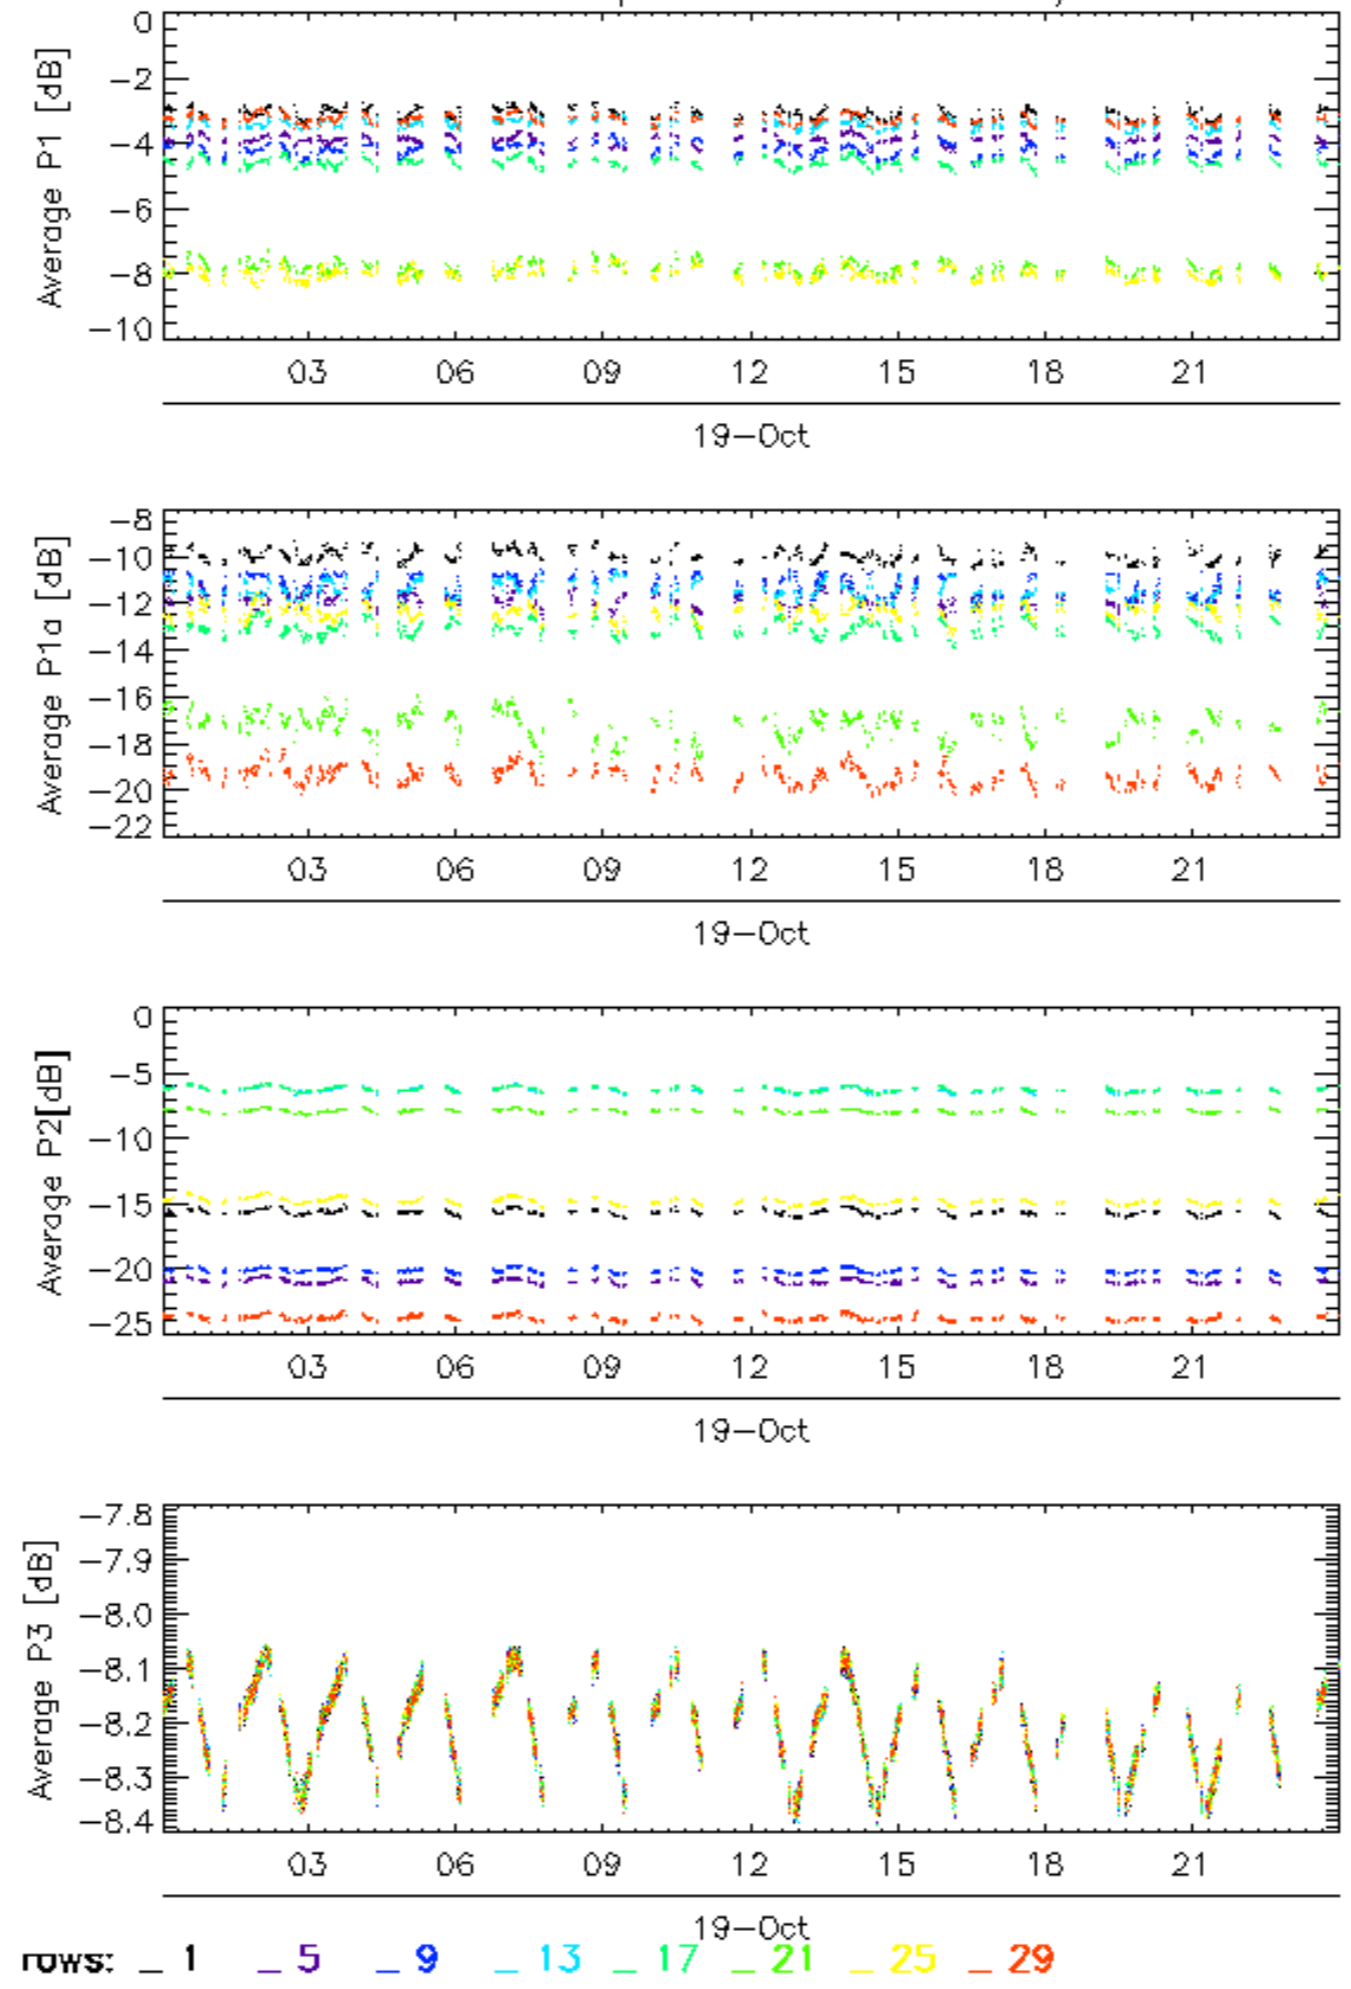 0
−2
−4
−6
−8
−10
Average P1 [dB]
03 06 09 12 15 18 21
19−Oct
−8
−10
−12
−14
−16
−18
−20
−22
Average P1a [dB]
03 06 09 12 15 18 21
19−Oct
0
−5
−10
−15
−20
−25
Average P2[dB]
03 06 09 12 15 18 21
19−Oct
−7.8
−7.9
−8.0
−8.1
−8.2
−8.3
−8.4
Average P3 [dB]
03 06 09 12 15 18 21
19−Oct
rows: _ 1 _ 5 _ 9 _ 13 _ 17 _ 21 _ 25 _ 29